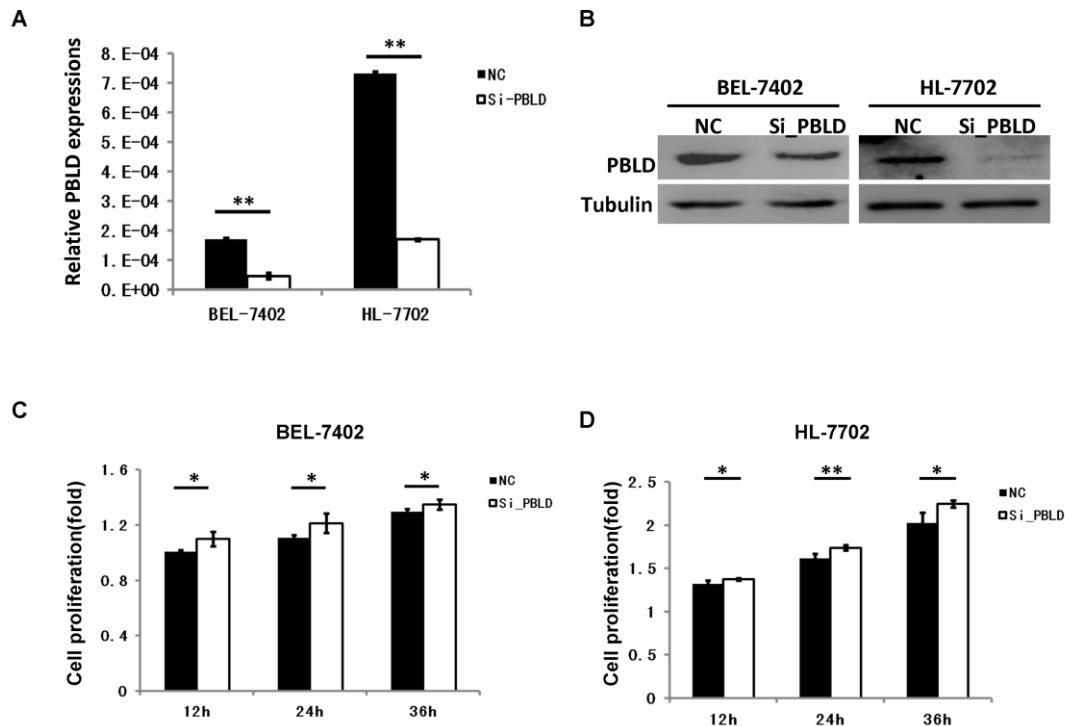 A
Relative PBLD expressions
8. E-04
7. E-04
6. E-04
5. E-04
4. E-04
3. E-04
2. E-04
1. E-04
0. E+00
**
**
NC
Si-PBLD
BEL-7402
HL-7702
B
BEL-7402
HL-7702
NC
Si_PBLD
NC
Si_PBLD
PBLD
Tubulin
C
BEL-7402
Cell proliferation(fold)
1. 6
1. 2
0. 8
0. 4
0
*
*
*
NC
Si_PBLD
12h
24h
36h
D
HL-7702
Cell proliferation(fold)
2. 5
2
1. 5
1
0. 5
0
*
**
*
NC
Si_PBLD
12h
24h
36h